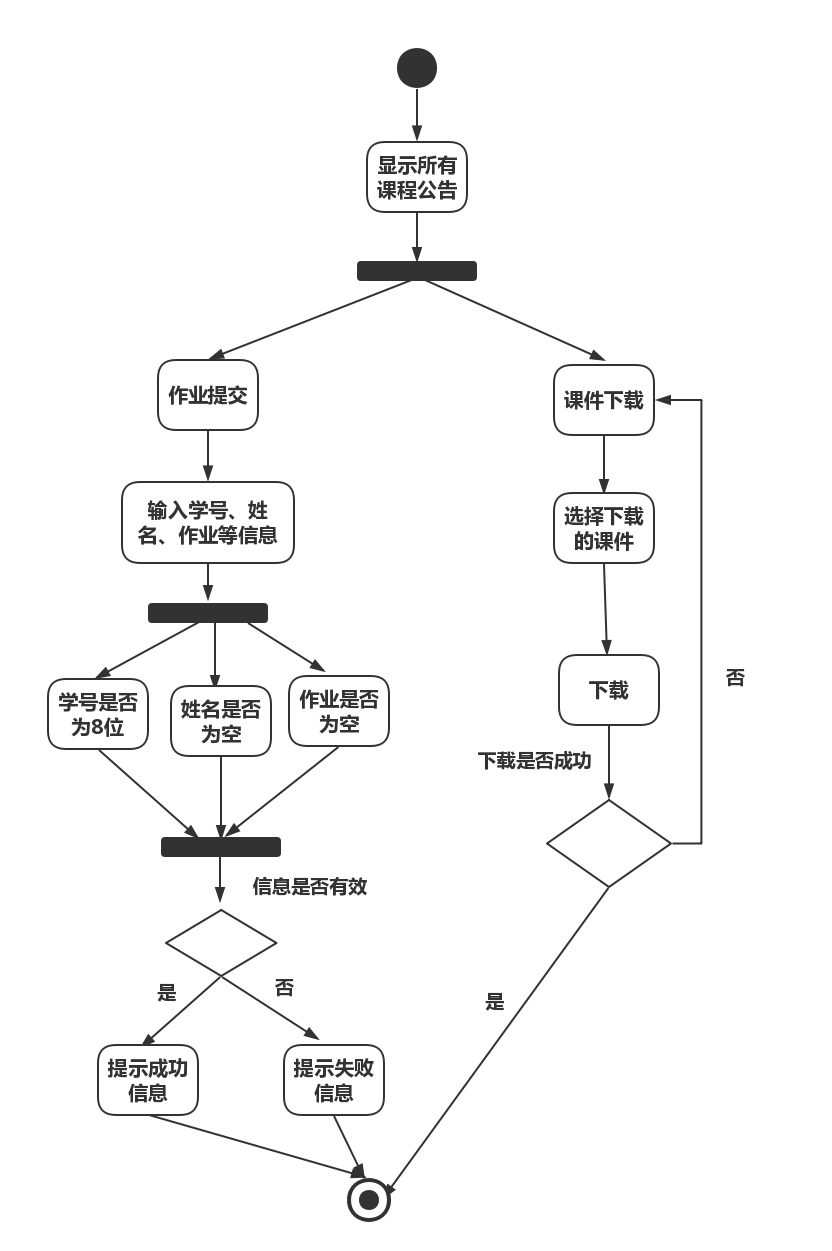 显示所有
课程公告
作业提交
课件下载
输入学号、姓
名、作业等信息
选择下载
的课件
学号是否
为8位
姓名是否
为空
作业是否
为空
下载
否
下载是否成功
信息是否有效
是
否
是
提示成功
信息
提示失败
信息